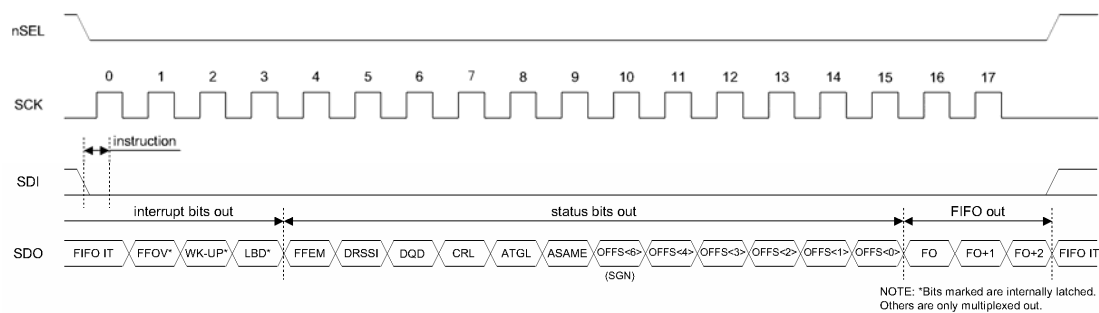 nSEL
0 1 2 3 4 5 6 7 8 9 10 11 12 13 14 15 16 17
SCK
instruction
SDI
interrupt bits out status bits out FIFO out
SDO FIFO IT FFOV* WK-UP* LBD* FFEM DRSSI DQD CRL ATGL ASAME OFFS<6> OFFS<4> OFFS<3> OFFS<2> OFFS<1> OFFS<0> FO FO+1 FO+2 FIFO IT
(SGN)
NOTE: *Bits marked are internally latched.
Others are only multiplexed out.